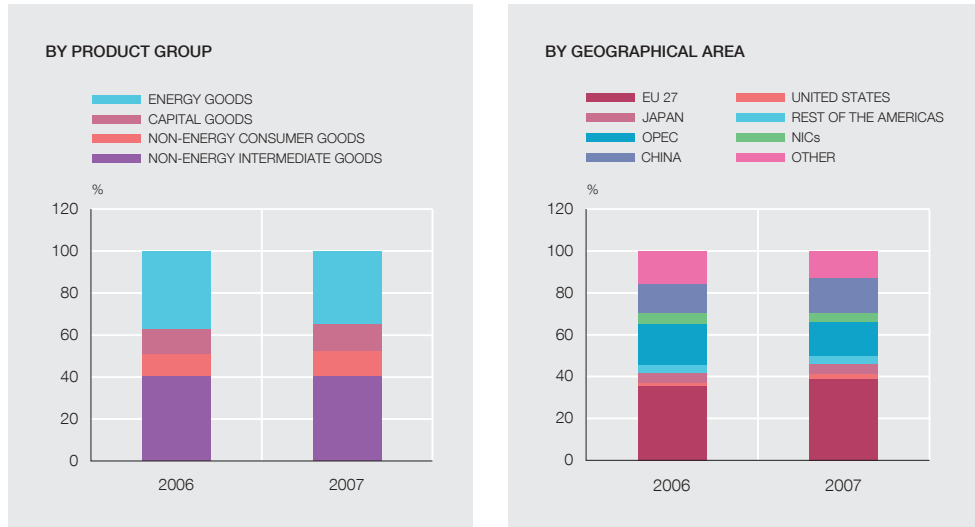 BY PRODUCT GROUP
ENERGY GOODS
CAPITAL GOODS
NON-ENERGY CONSUMER GOODS
NON-ENERGY INTERMEDIATE GOODS
%
120
100
80
60
40
20
0
2006 2007
BY GEOGRAPHICAL AREA
EU 27 UNITED STATES
JAPAN REST OF THE AMERICAS
OPEC NICs
CHINA OTHER
%
120
100
80
60
40
20
0
2006 2007